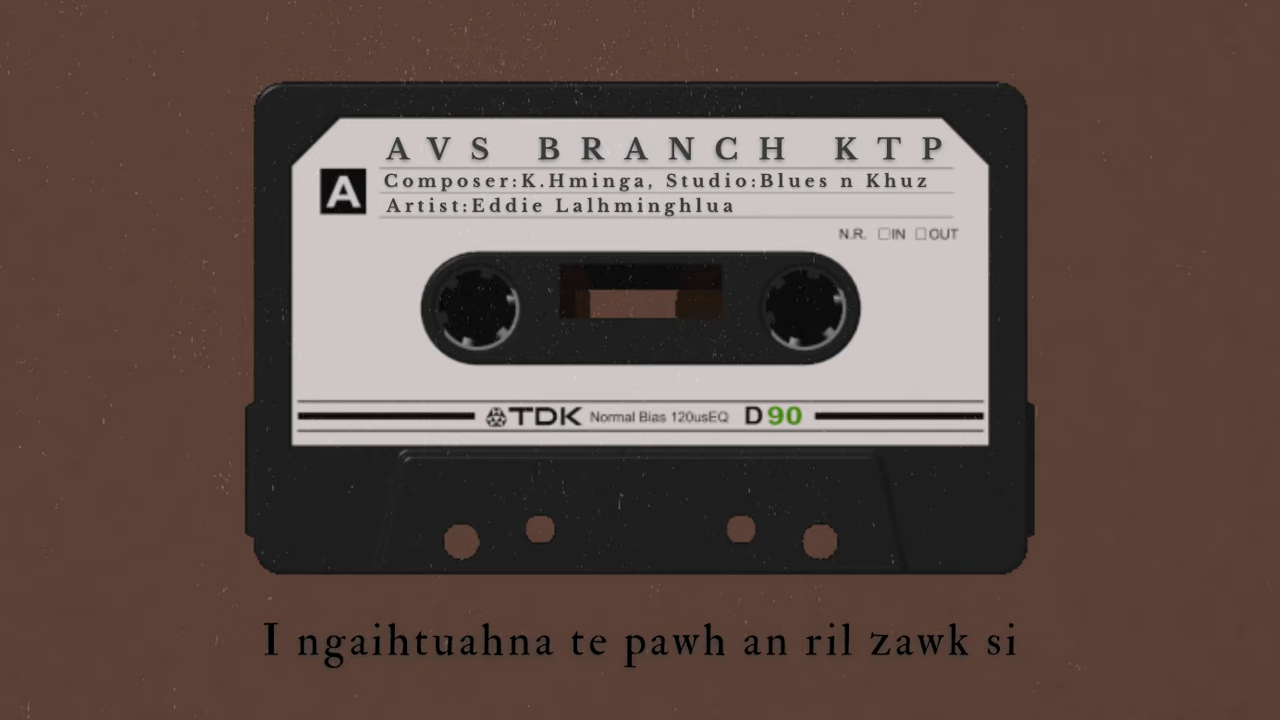 AVS BRANCH KTP
A
Composer:K.Hminga, Studio:Blues n Khuz
Artist:Eddie Lalhminghlua
N.R. IN OUT
TDK Normal Bias 120usEQ D90
I ngaihtuahna te pawh an ril zawk si